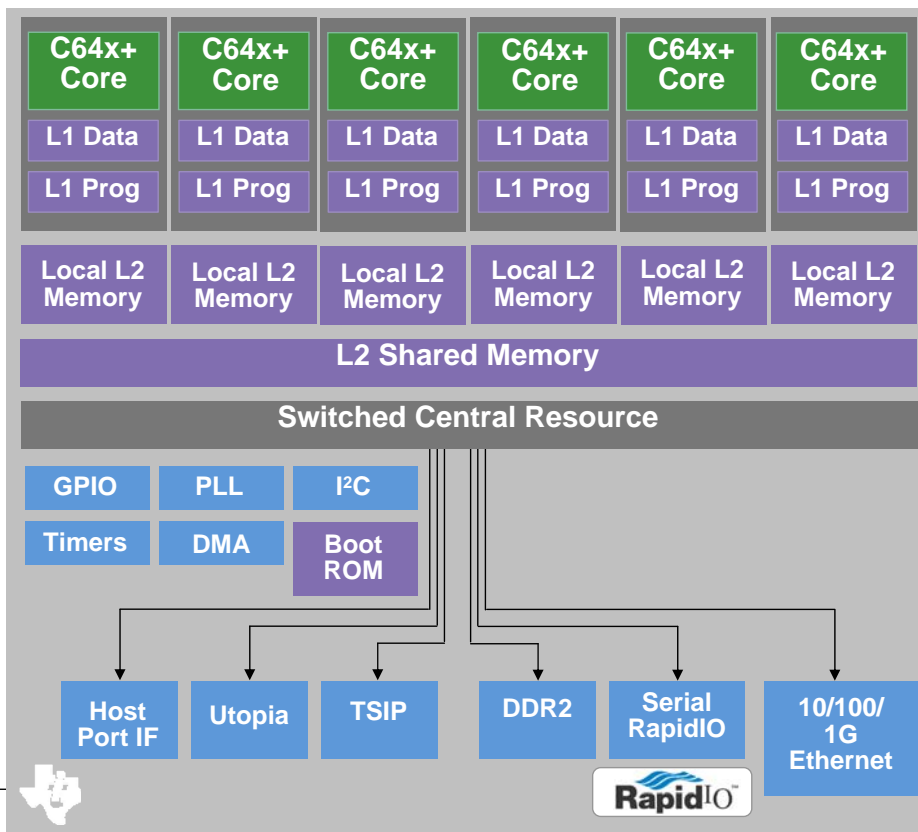 C64x+ Core
C64x+ Core
C64x+ Core
C64x+ Core
C64x+ Core
C64x+ Core
L1 Data
L1 Data
L1 Data
L1 Data
L1 Data
L1 Data
L1 Prog
L1 Prog
L1 Prog
L1 Prog
L1 Prog
L1 Prog
Local L2 Memory
Local L2 Memory
Local L2 Memory
Local L2 Memory
Local L2 Memory
Local L2 Memory
L2 Shared Memory
Switched Central Resource
GPIO
PLL
I²C
Timers
DMA
Boot ROM
Host Port IF
Utopia
TSIP
DDR2
Serial RapidIO
10/100/ 1G Ethernet
RapidIO™